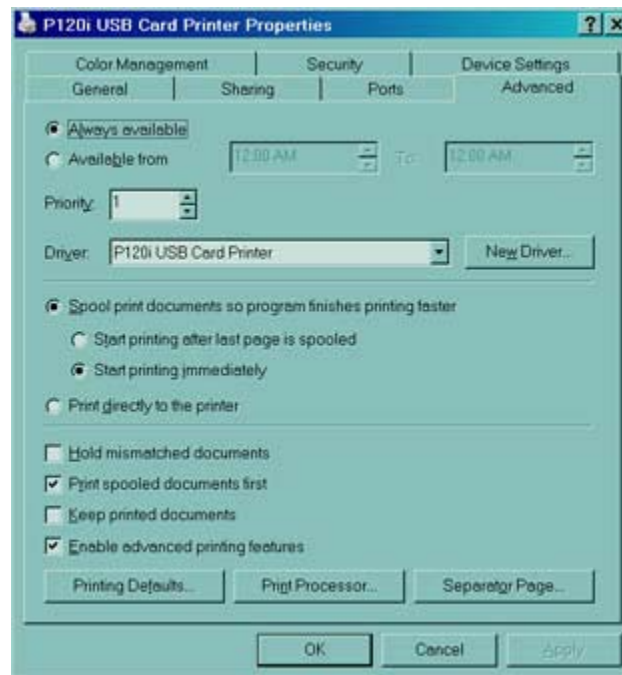 P120i USB Card Printer Properties ? ×
Color Management Security Device Settings
General Sharing Ports Advanced
Always available
Available from 12:00 AM To 12:00 AM
Priority: 1
Driver: P120i USB Card Printer New Driver...
Spool print documents so program finishes printing faster
Start printing after last page is spooled
Start printing immediately
Print directly to the printer
Hold mismatched documents
Print spooled documents first
Keep printed documents
Enable advanced printing features
Printing Defaults... Print Processor... Separator Page...
OK Cancel Apply